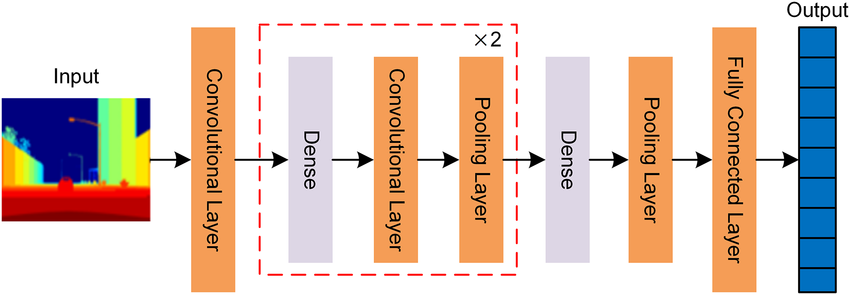 Input
Convolutional Layer
×2
Dense
Convolutional Layer
Pooling Layer
Dense
Pooling Layer
Fully Connected Layer
Output